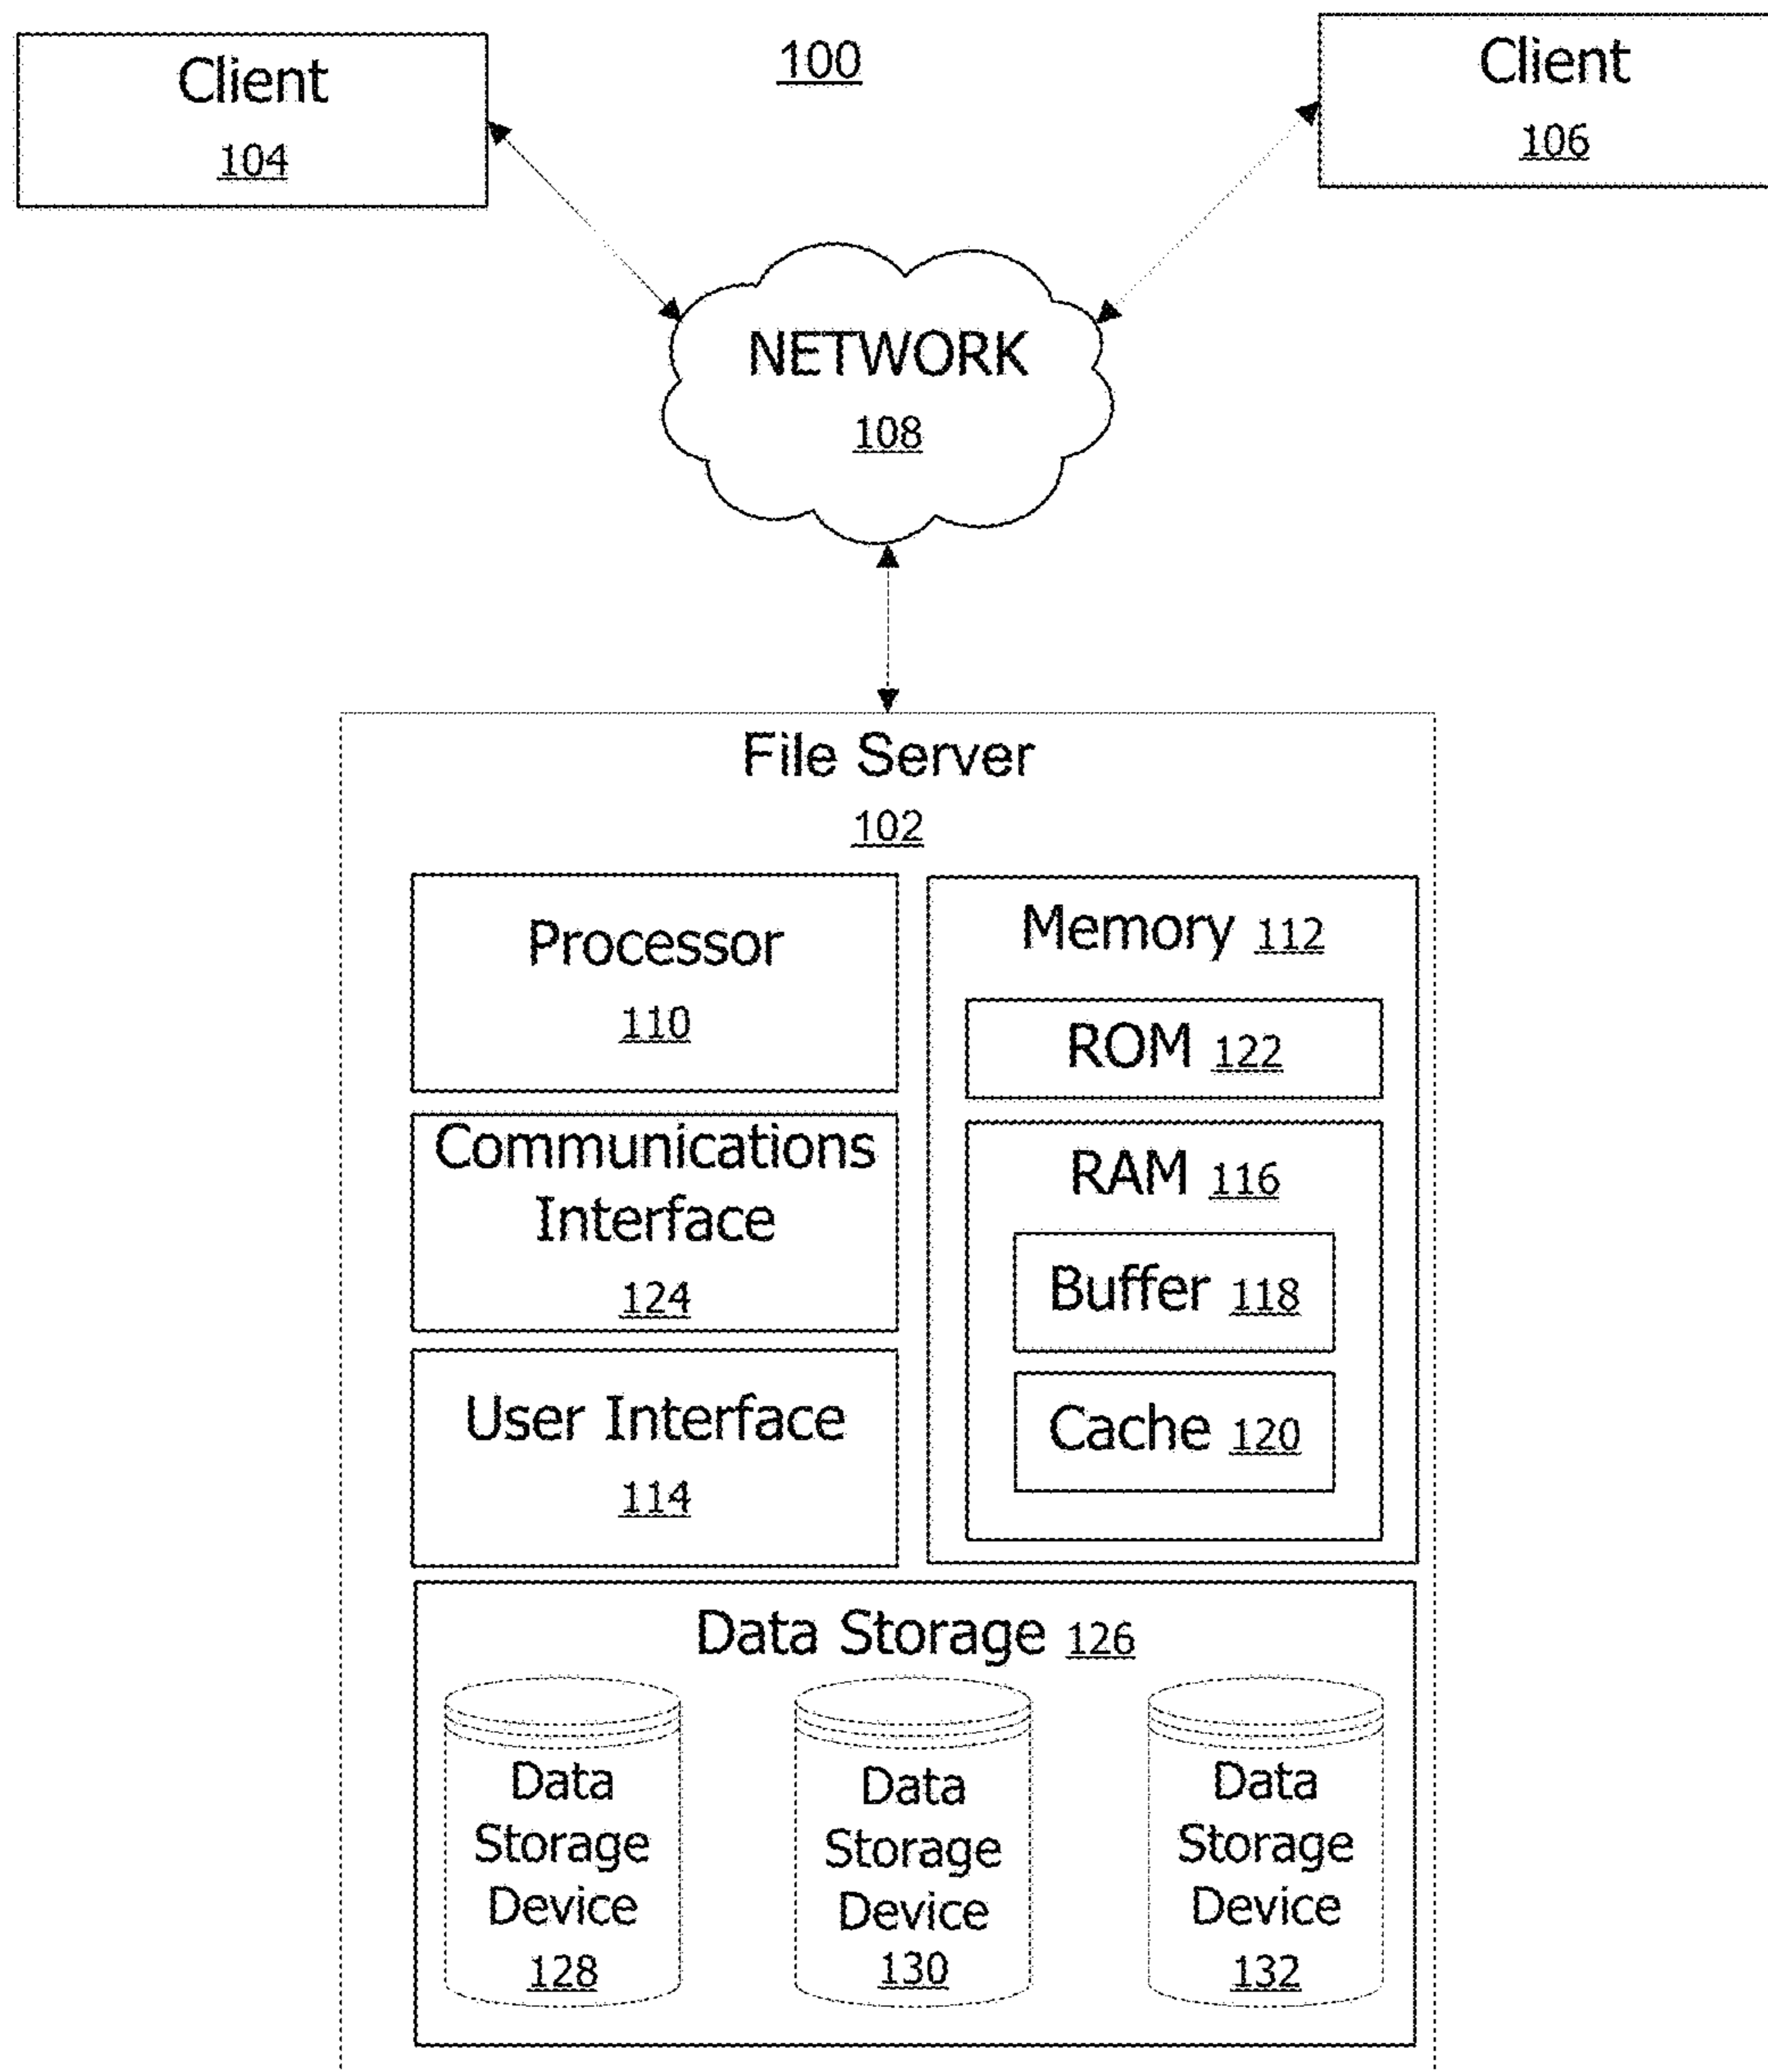 100
Client
104
Client
106
NETWORK
108
File Server
102
Processor
110
Communications
Interface
124
User Interface
114
Memory 112
ROM 122
RAM 116
Buffer 118
Cache 120
Data Storage 126
Data
Storage
Device
128
Data
Storage
Device
130
Data
Storage
Device
132